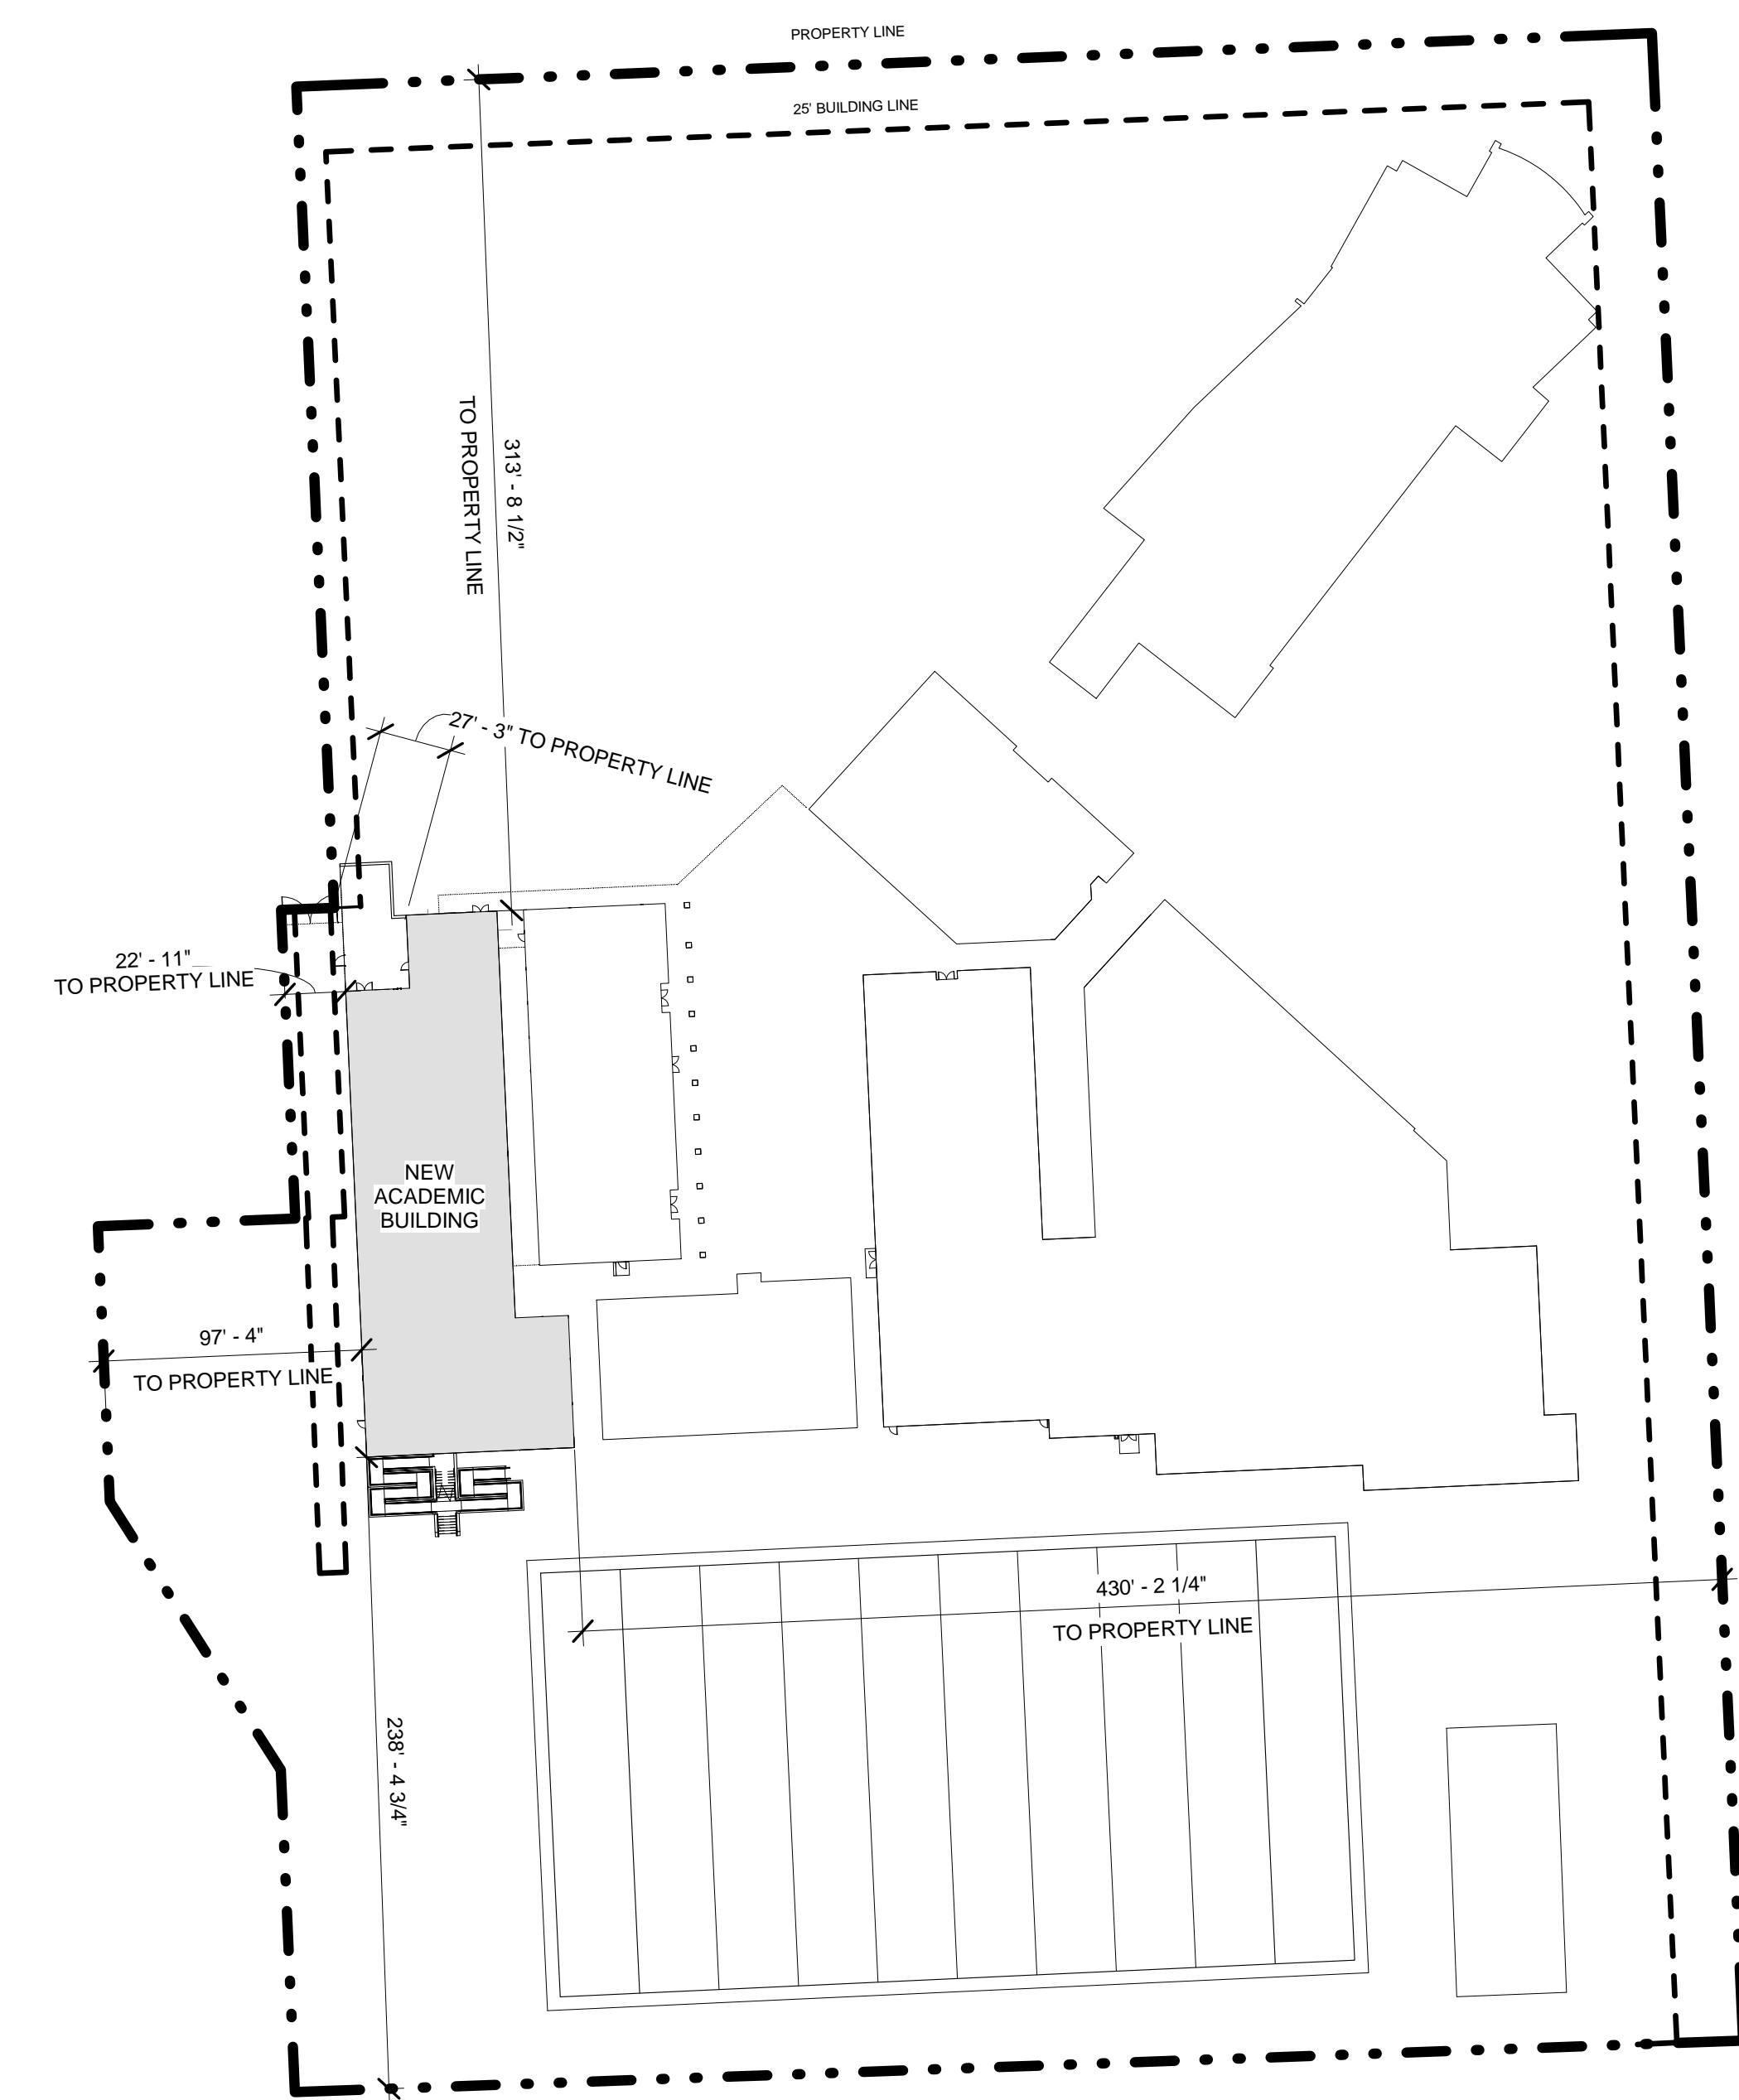 PROPERTY LINE
25' BUILDING LINE
TO PROPERTY LINE
313' - 8 1/2"
27' - 3" TO PROPERTY LINE
22' - 11"
TO PROPERTY LINE
NEW
ACADEMIC
BUILDING
97' - 4"
TO PROPERTY LINE
430' - 2 1/4"
TO PROPERTY LINE
238' - 4 3/4"